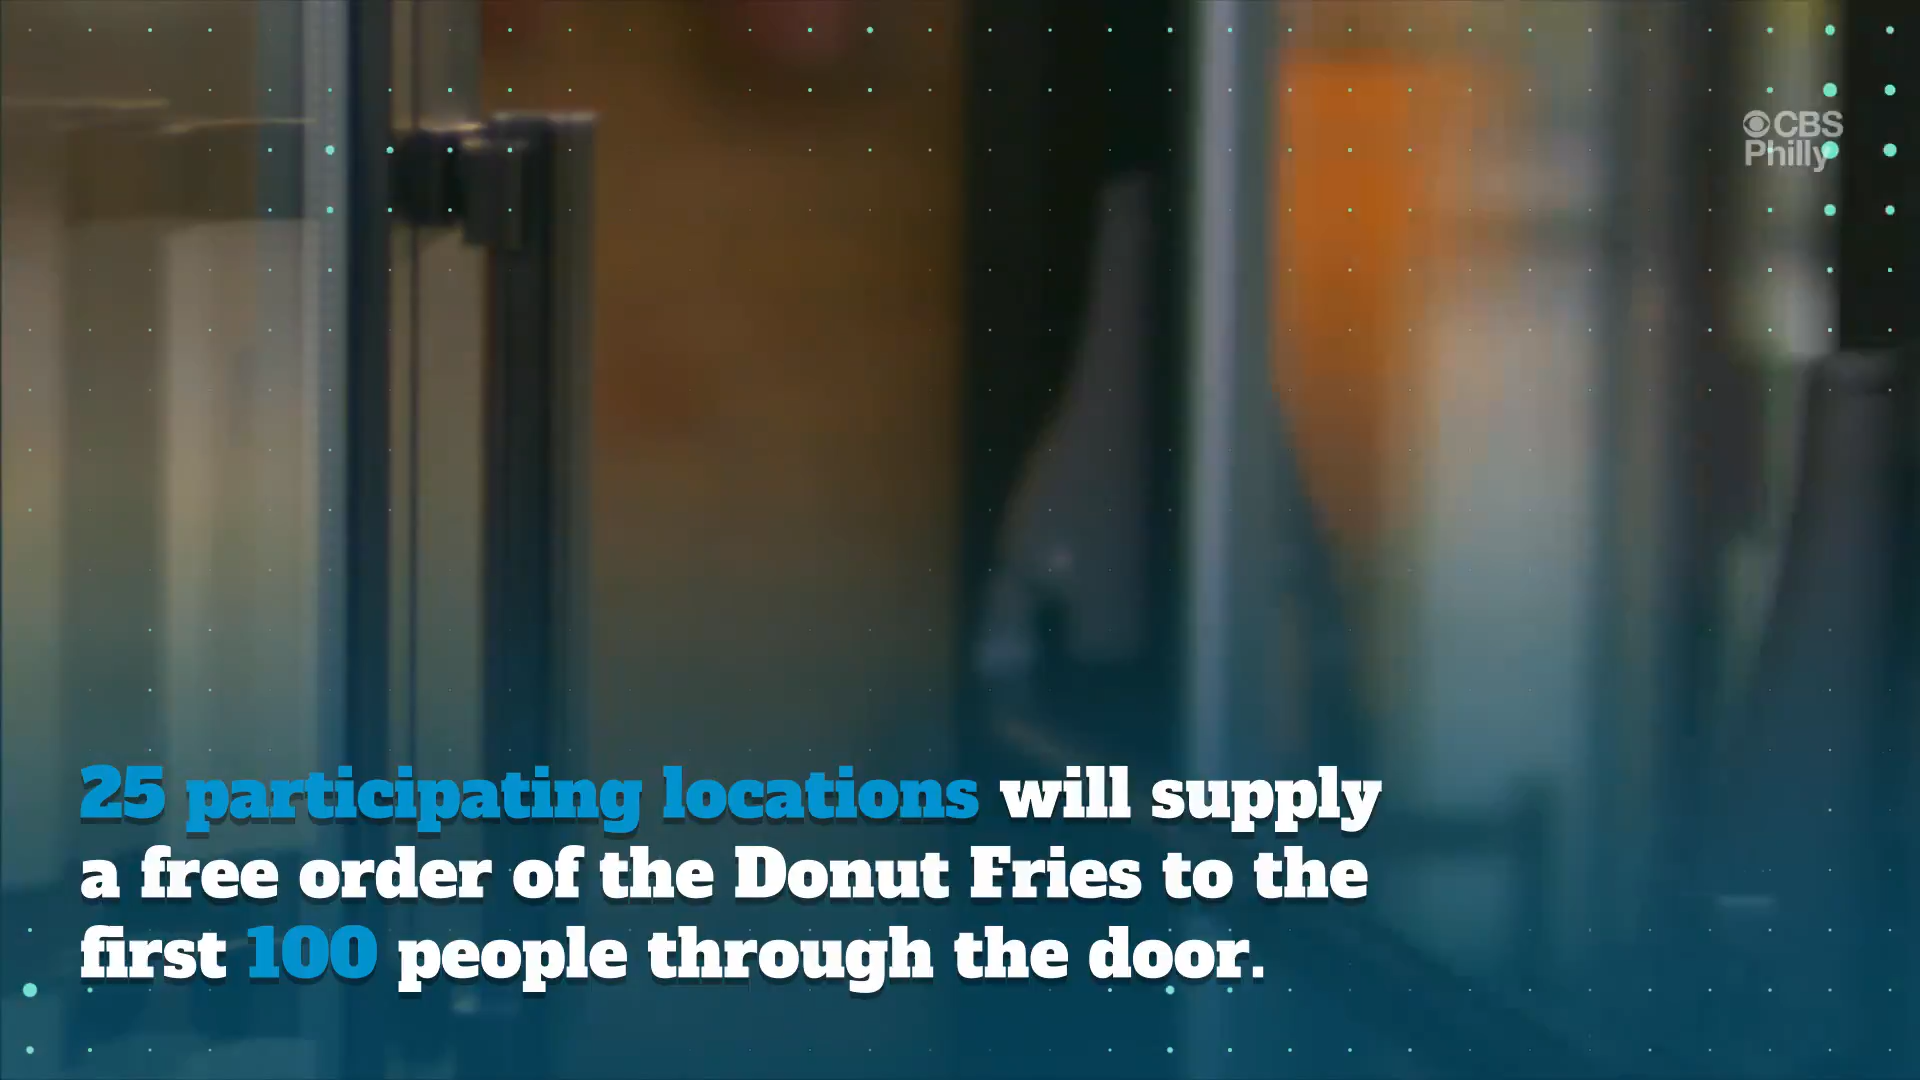 CBS
Philly
25 participating locations will supply
a free order of the Donut Fries to the
first 100 people through the door.